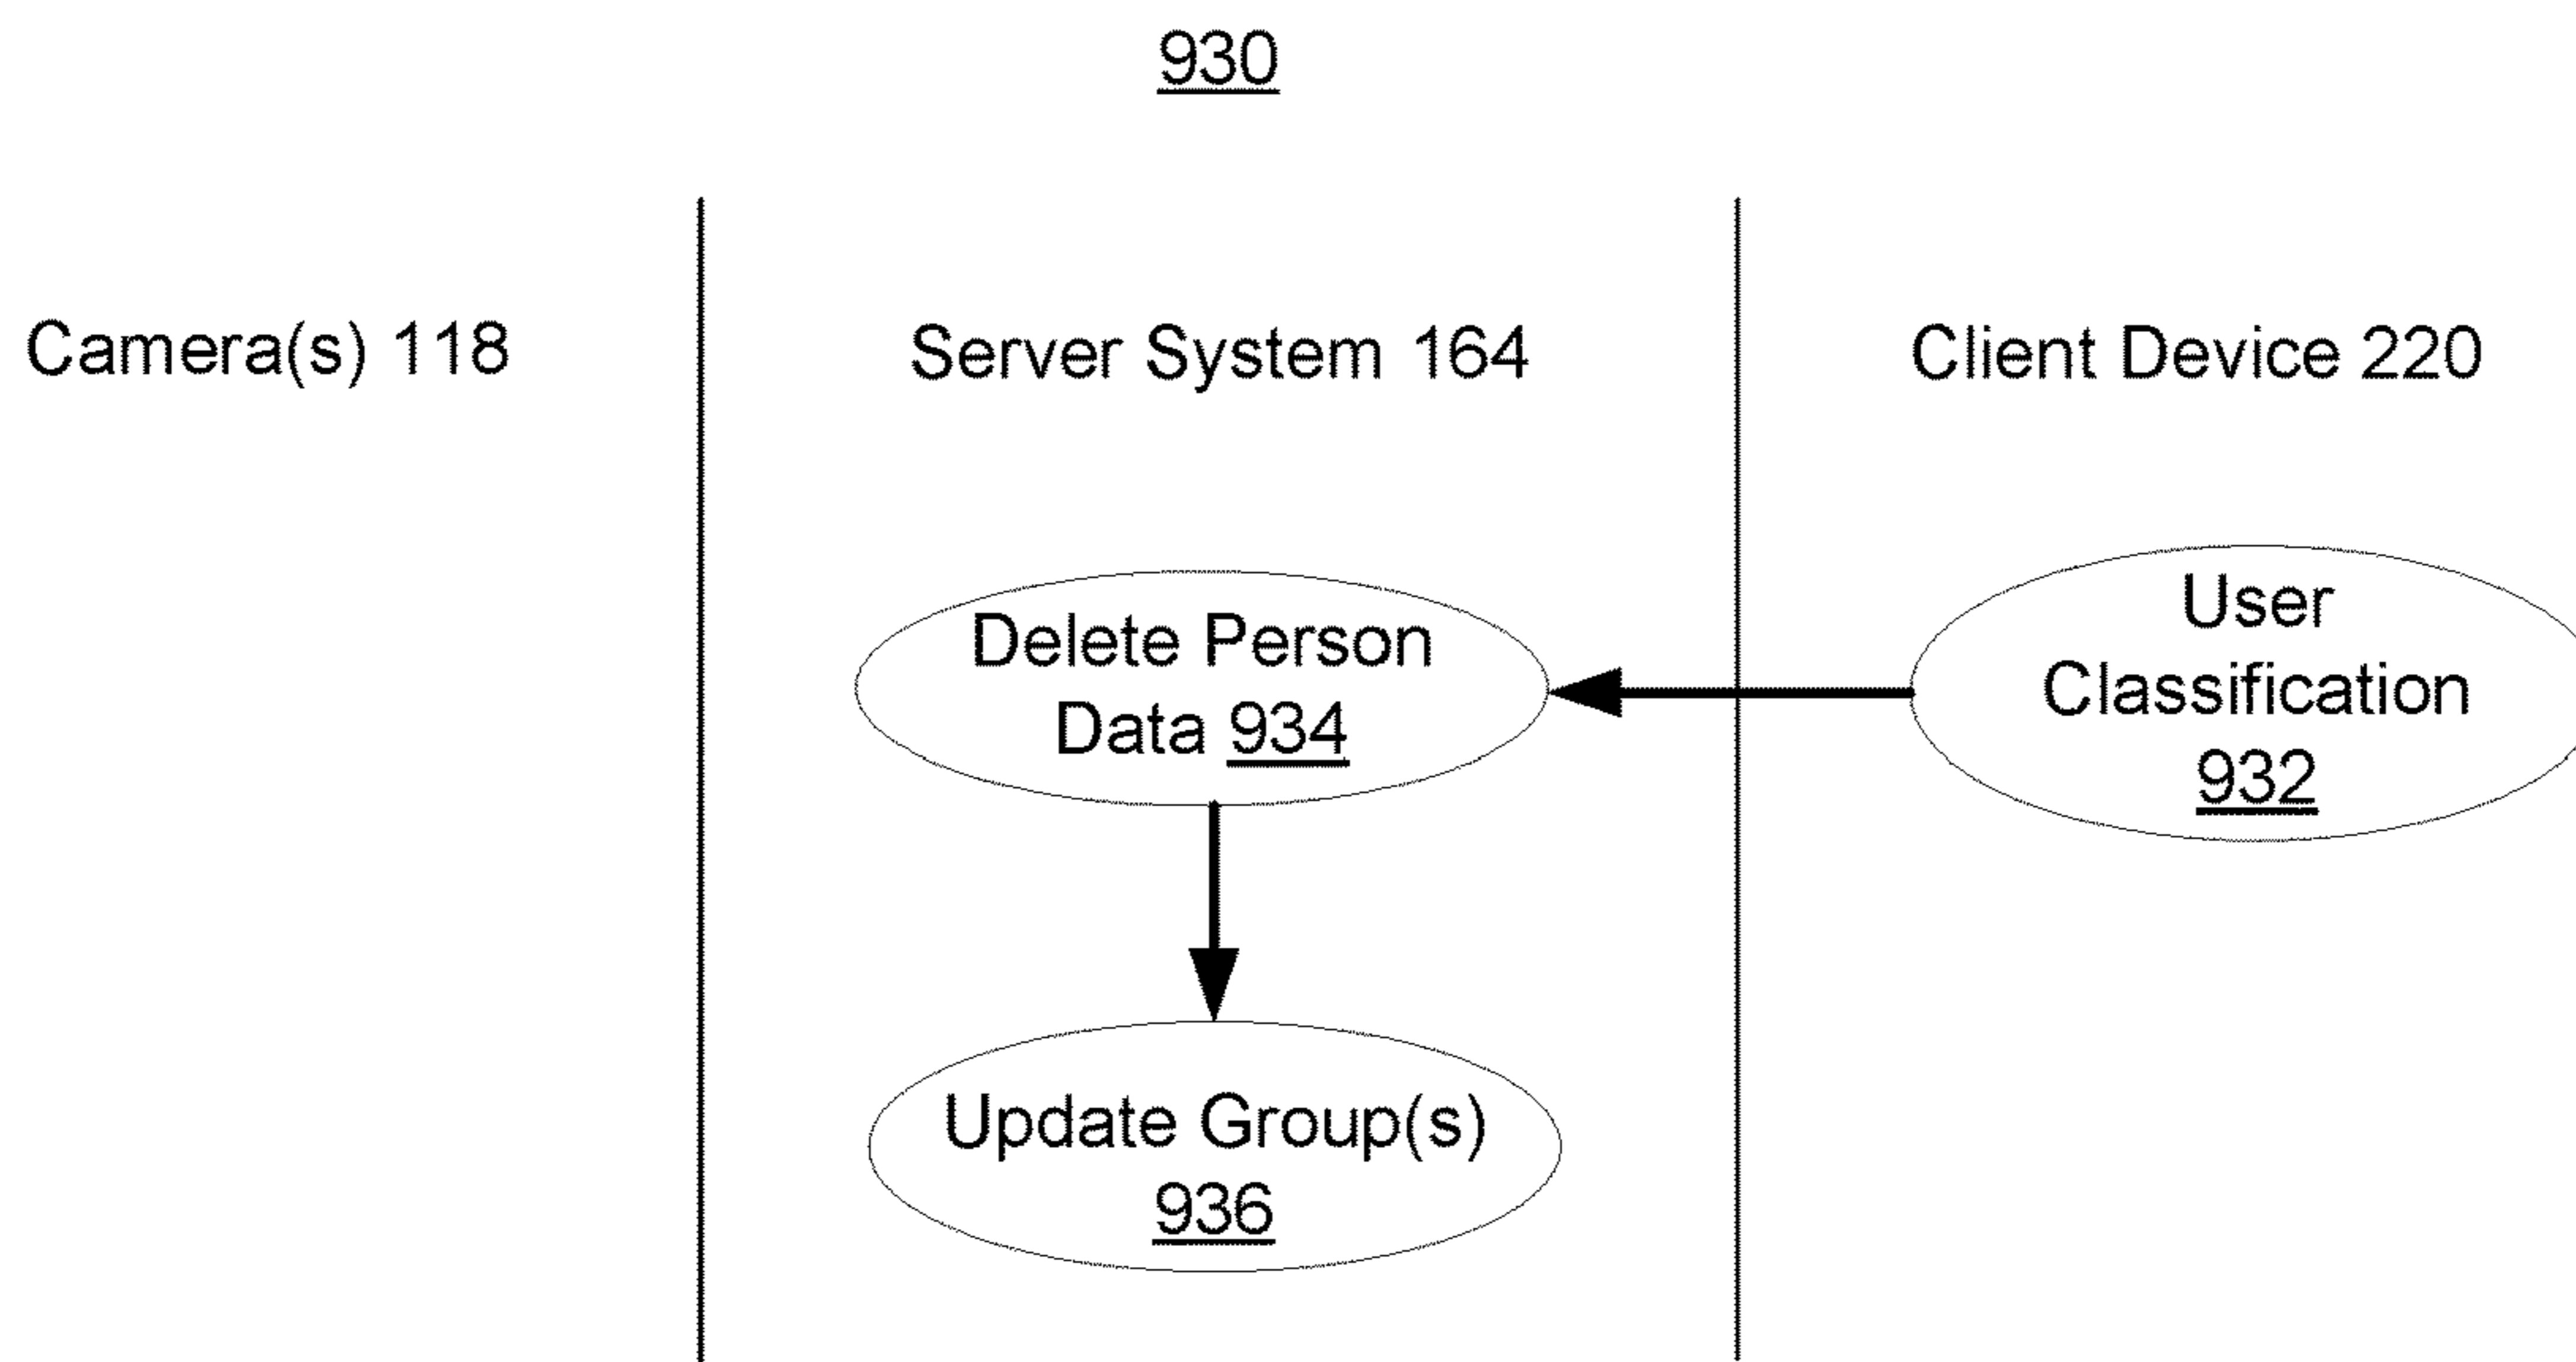 930
Camera(s) 118
Server System 164
Client Device 220
Delete Person
Data 934
User
Classification
932
Update Group(s)
936